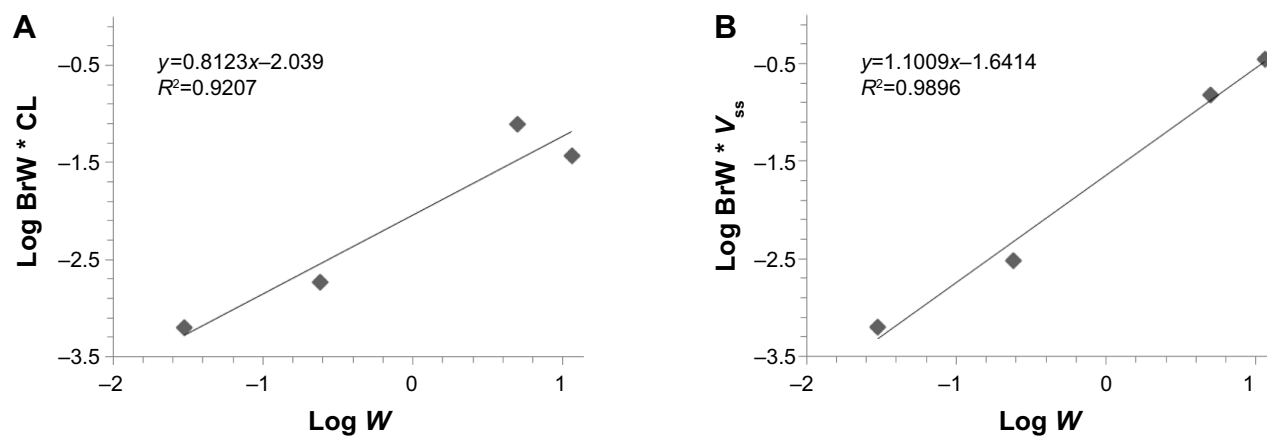 A
y=0.8123x–2.039
R²=0.9207
Log BrW * CL
–0.5
–1.5
–2.5
–3.5
–2
–1
0
1
Log W
B
y=1.1009x–1.6414
R²=0.9896
Log BrW * Vss
–0.5
–1.5
–2.5
–3.5
–2
–1
0
1
Log W